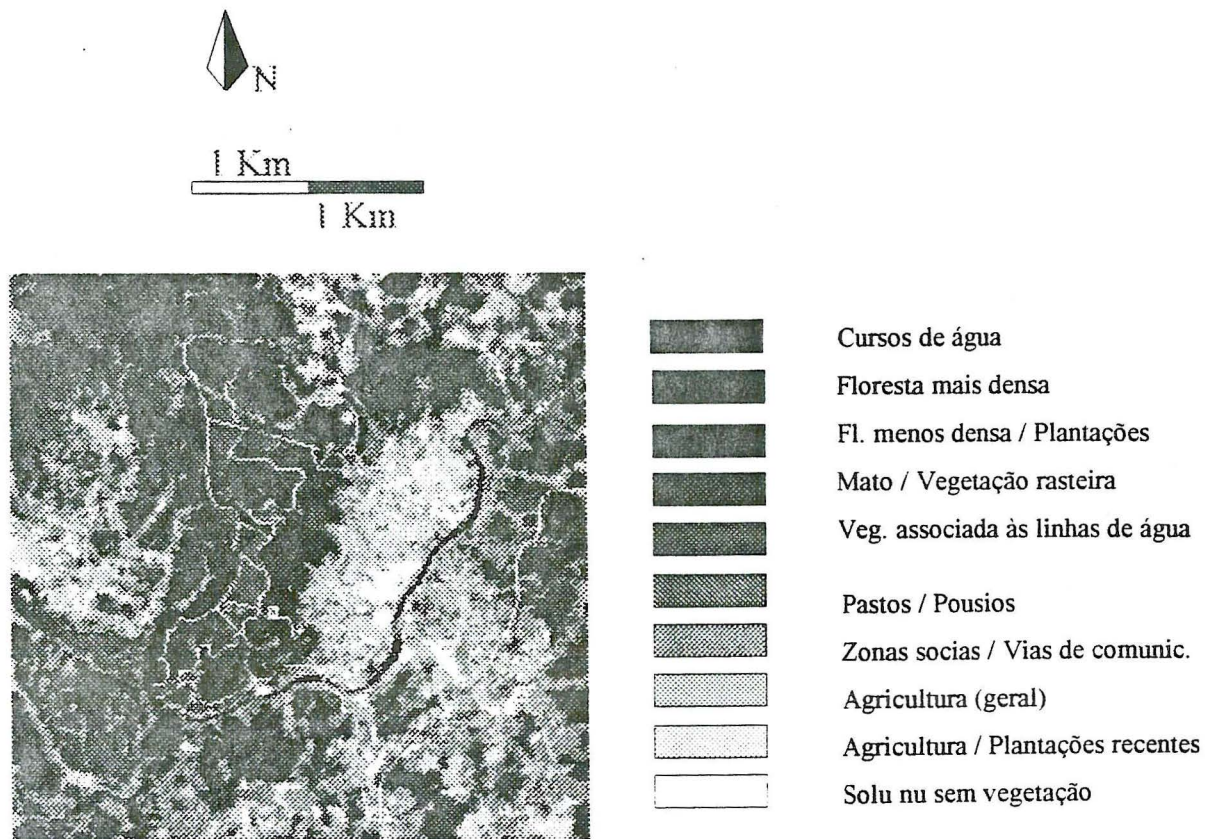 N
1 Km
1 Km
Cursos de água
Floresta mais densa
Fl. menos densa / Plantações
Mato / Vegetação rasteira
Veg. associada às linhas de água
Pastos / Pousios
Zonas socias / Vias de comunic.
Agricultura (geral)
Agricultura / Plantações recentes
Solu nu sem vegetação